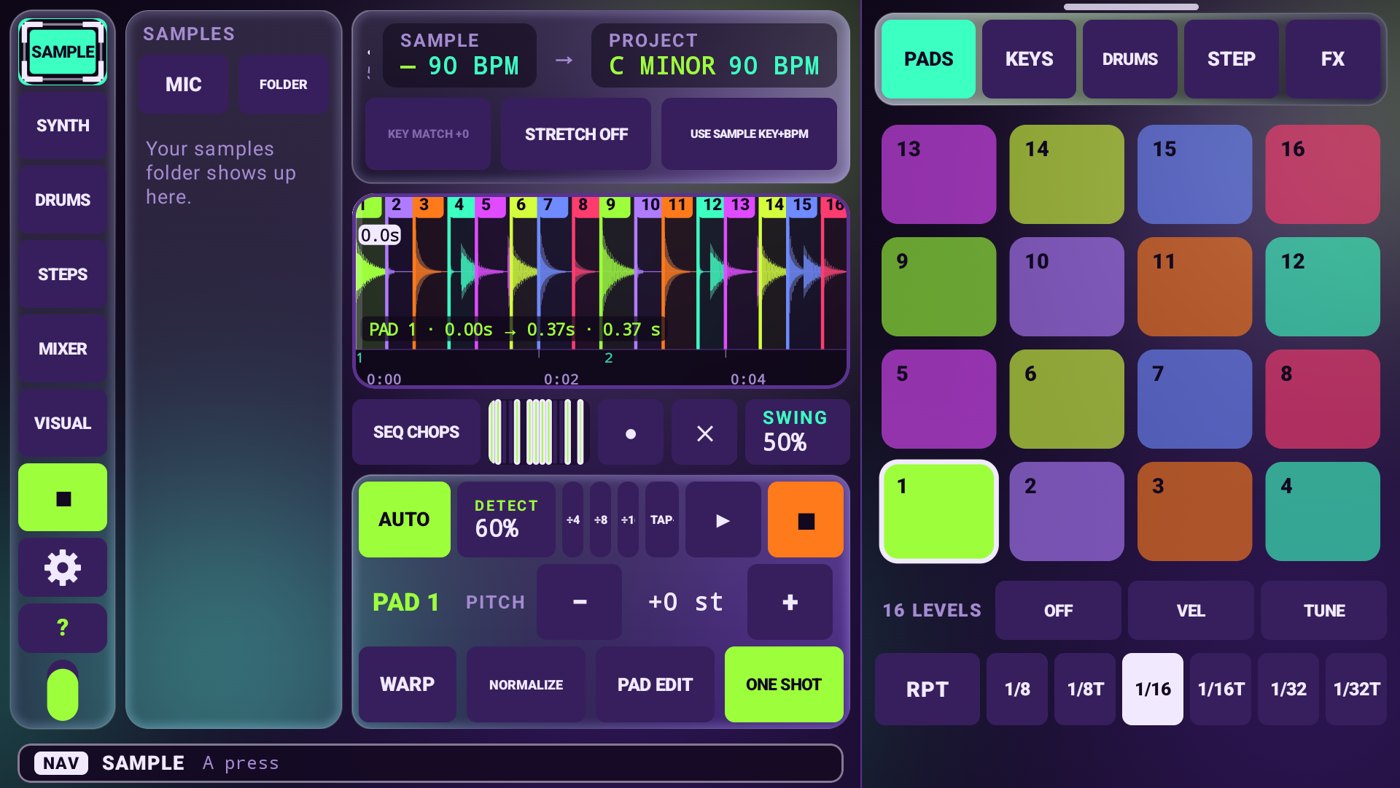 SAMPLE
SYNTH
DRUMS
STEPS
MIXER
VISUAL
?
SAMPLES
MIC
FOLDER
Your samples
folder shows up
here.
SAMPLE
– 90 BPM
→
PROJECT
C MINOR 90 BPM
KEY MATCH +0
STRETCH OFF
USE SAMPLE KEY+BPM
1 2 3 4 5 6 7 8 9 10 11 12 13 14 15 16
0.0s
PAD 1 · 0.00s → 0.37s · 0.37 s
1 2
0:00 0:02 0:04
SEQ CHOPS
SWING
50%
AUTO
DETECT
60%
÷4
÷8
TAP
PAD 1
PITCH
−
+0 st
+
WARP
NORMALIZE
PAD EDIT
ONE SHOT
NAV SAMPLE A press
PADS
KEYS
DRUMS
STEP
FX
13 14 15 16
9 10 11 12
5 6 7 8
1 2 3 4
16 LEVELS
OFF
VEL
TUNE
RPT
1/8
1/8T
1/16
1/16T
1/32
1/32T